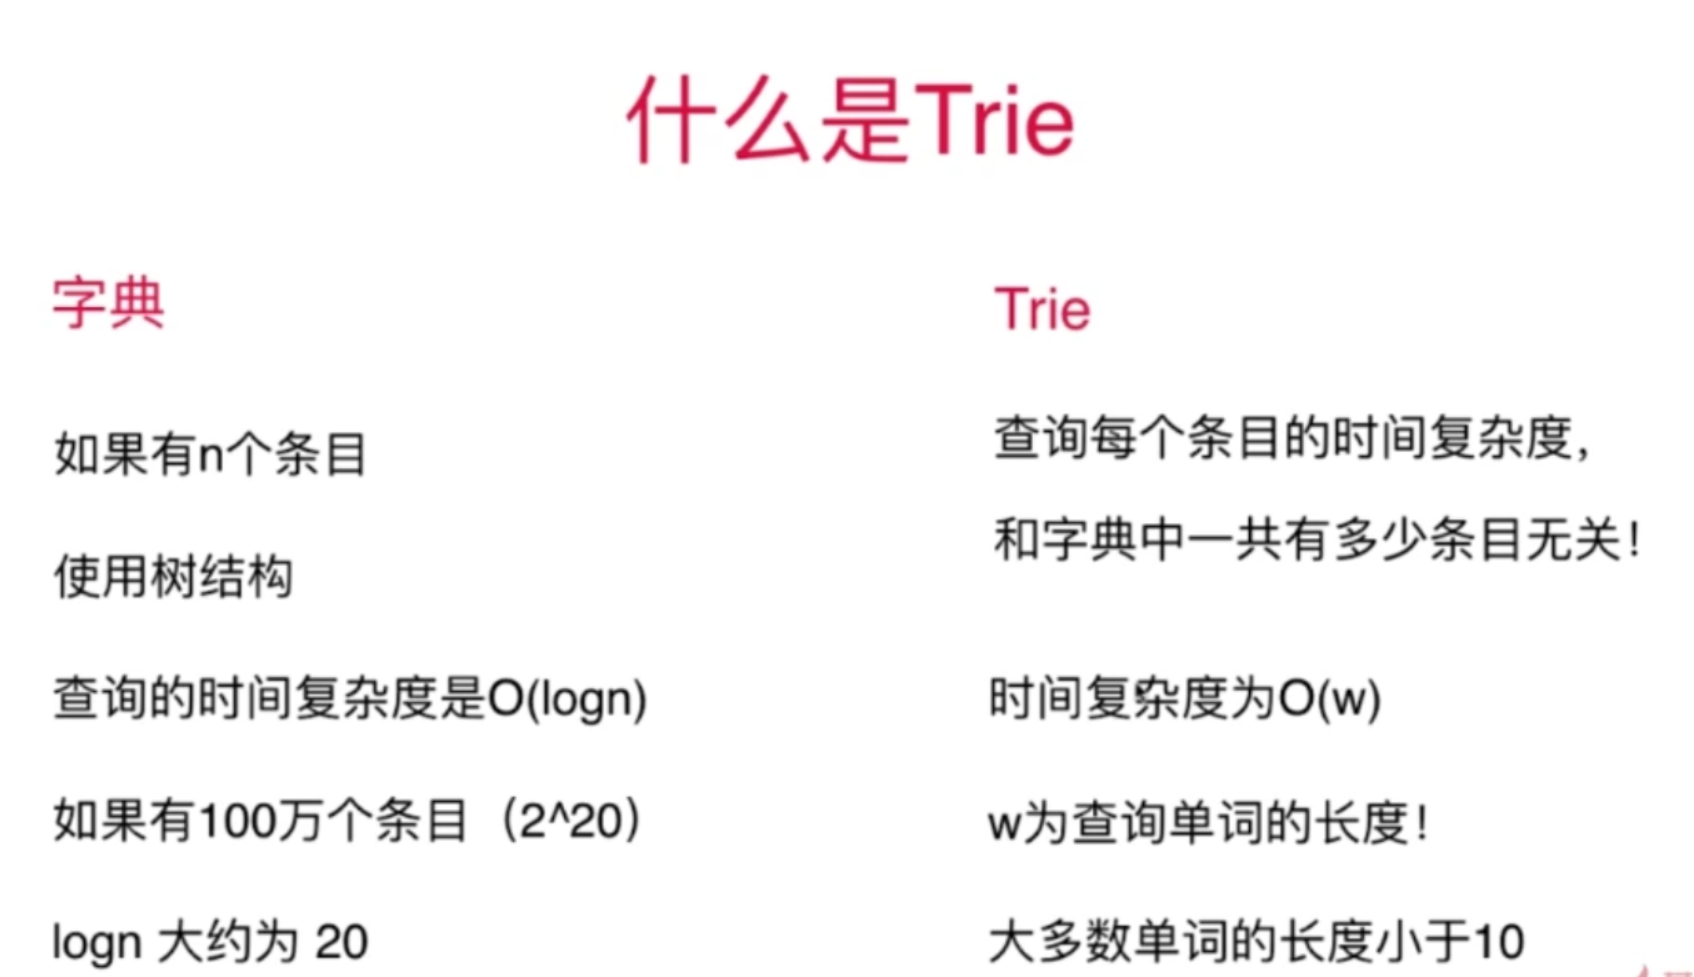 什么是Trie
字典
如果有n个条目
使用树结构
查询的时间复杂度是O(logn)
如果有100万个条目（2^20）
logn 大约为 20
Trie
查询每个条目的时间复杂度，
和字典中一共有多少条目无关！
时间复杂度为O(w)
w为查询单词的长度！
大多数单词的长度小于10